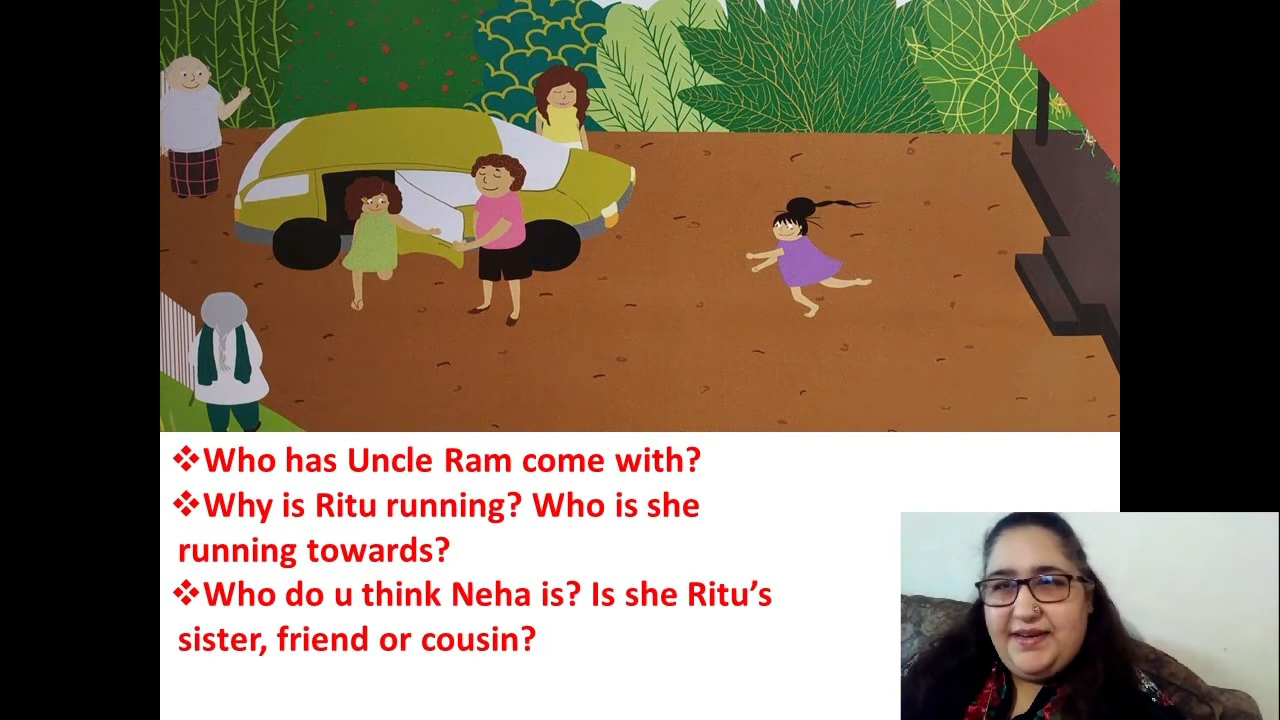 ❖Who has Uncle Ram come with?
❖Why is Ritu running? Who is she
running towards?
❖Who do u think Neha is? Is she Ritu’s
sister, friend or cousin?